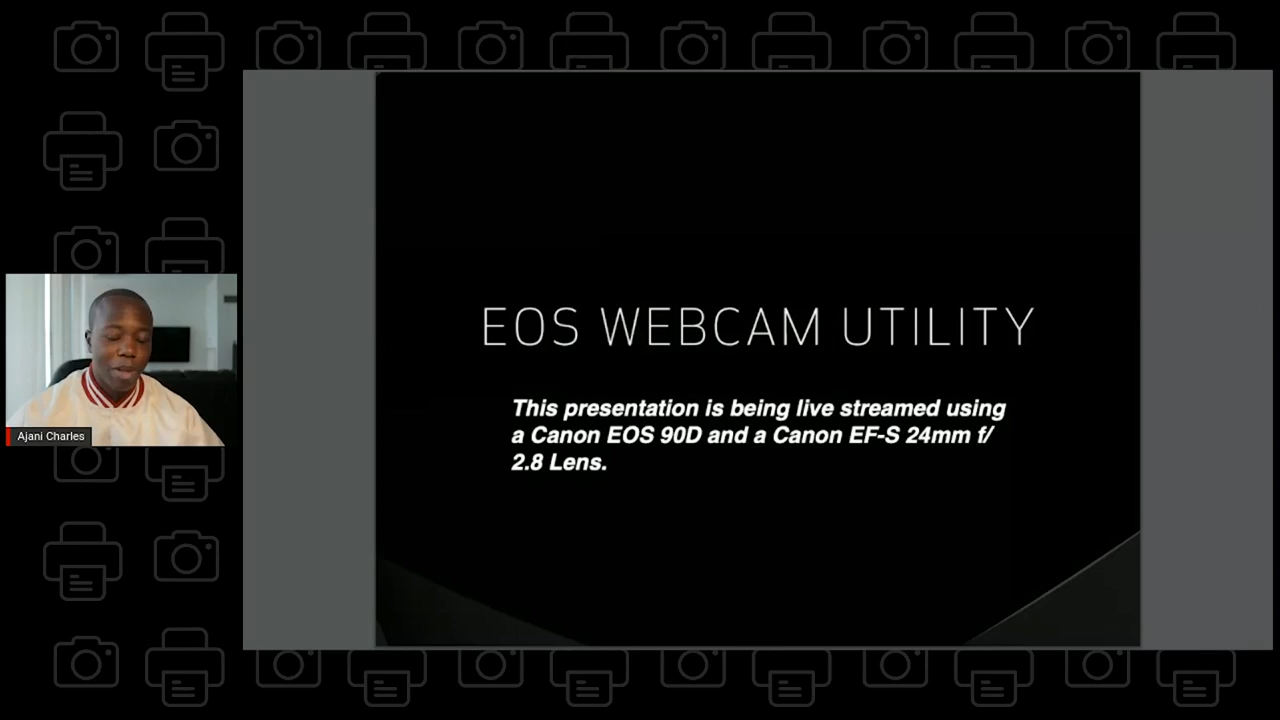 EOS WEBCAM UTILITY
This presentation is being live streamed using
a Canon EOS 90D and a Canon EF-S 24mm f/
2.8 Lens.
Ajani Charles